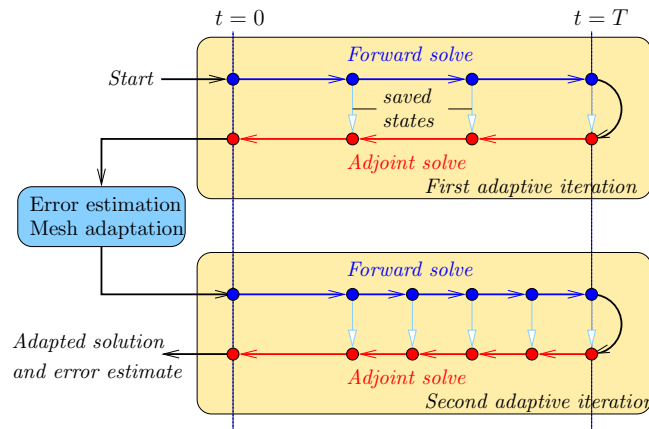 t = 0
t = T
Forward solve
Start
saved
states
Adjoint solve
First adaptive iteration
Error estimation
Mesh adaptation
Forward solve
Adapted solution
and error estimate
Adjoint solve
Second adaptive iteration